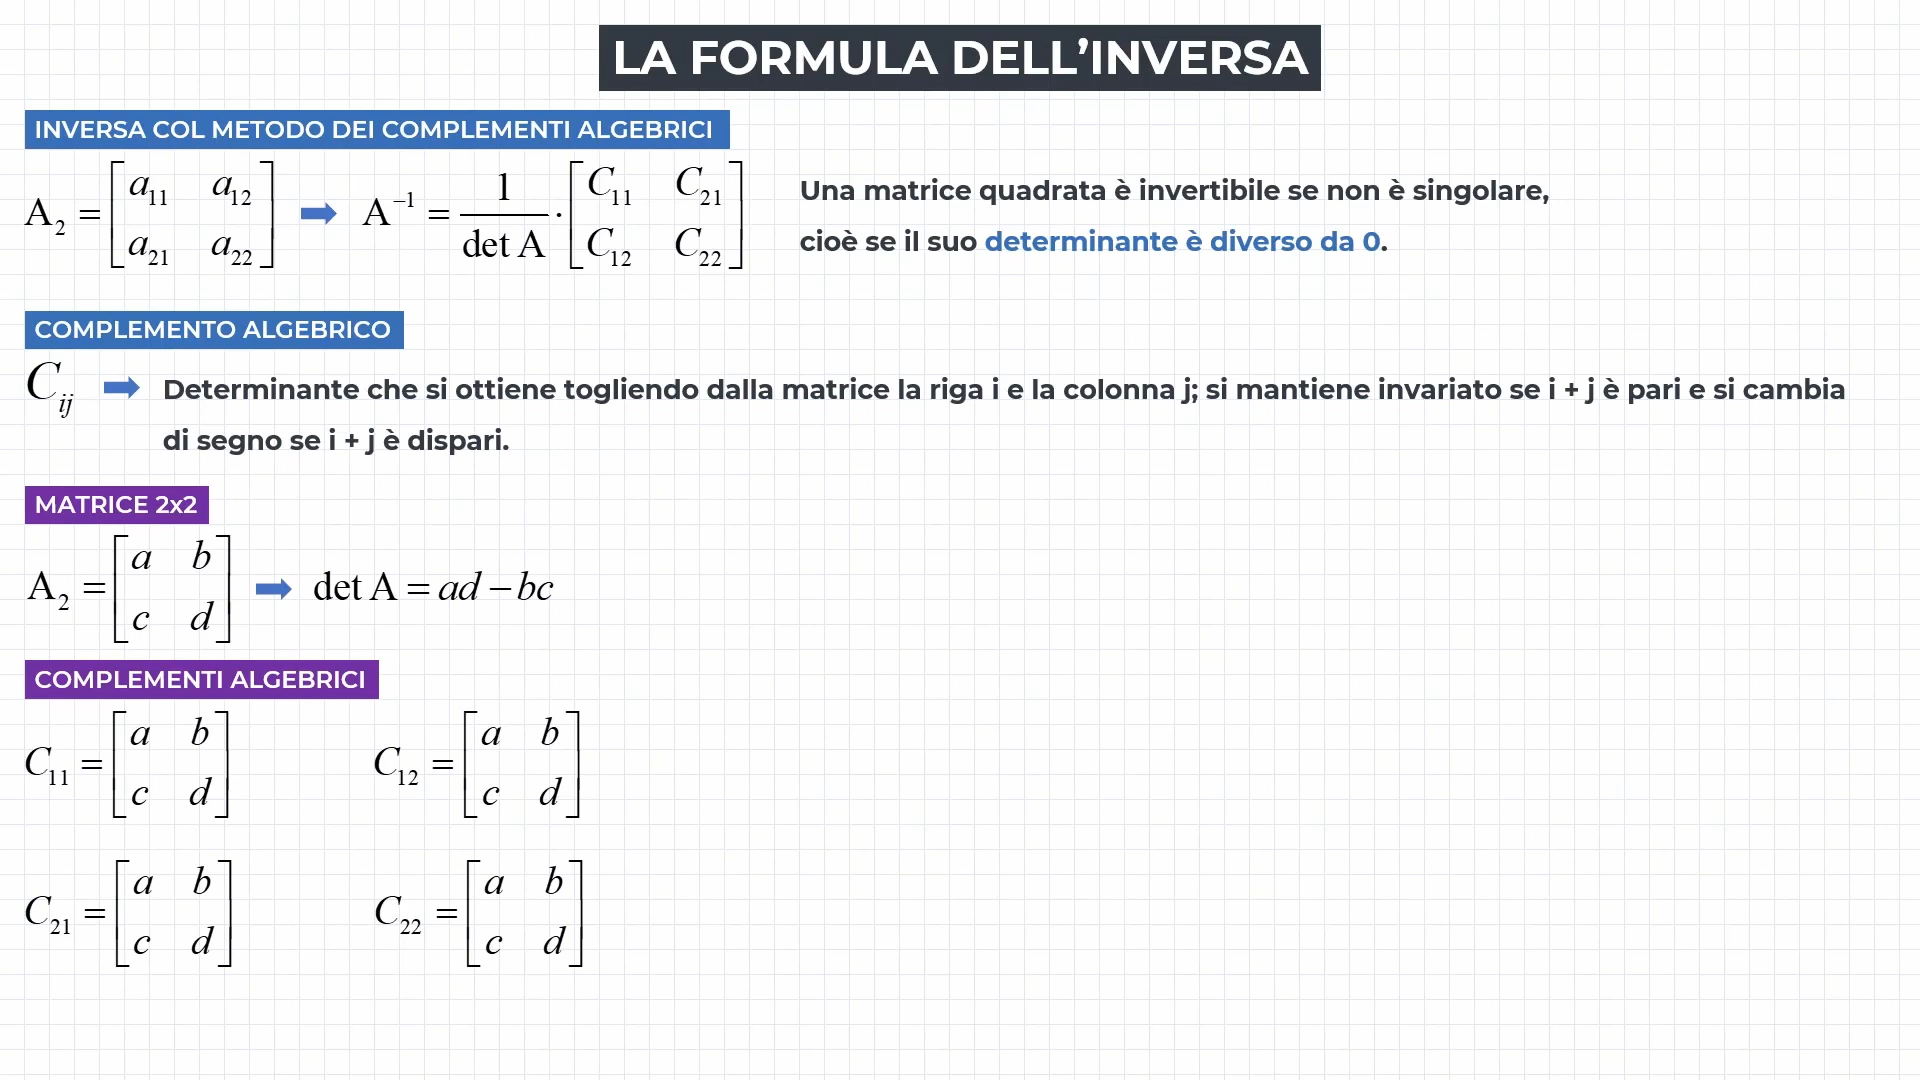 LA FORMULA DELL’INVERSA
INVERSA COL METODO DEI COMPLEMENTI ALGEBRICI
A₂ = [a₁₁ a₁₂; a₂₁ a₂₂] ➡ A⁻¹ = 1/det A · [C₁₁ C₂₁; C₁₂ C₂₂]
Una matrice quadrata è invertibile se non è singolare,
cioè se il suo determinante è diverso da 0.
COMPLEMENTO ALGEBRICO
Cᵢⱼ ➡ Determinante che si ottiene togliendo dalla matrice la riga i e la colonna j; si mantiene invariato se i + j è pari e si cambia
di segno se i + j è dispari.
MATRICE 2x2
A₂ = [a b; c d] ➡ det A = ad − bc
COMPLEMENTI ALGEBRICI
C₁₁ = [a b; c d] C₁₂ = [a b; c d]
C₂₁ = [a b; c d] C₂₂ = [a b; c d]